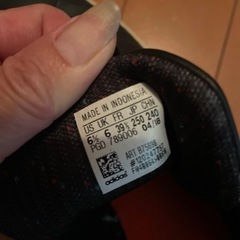 MADE IN INDONESIA
US UK FR JP CHN
6½ 6 39⅓ 250 240
PGD 789006 04/18
ART B75698
adidas